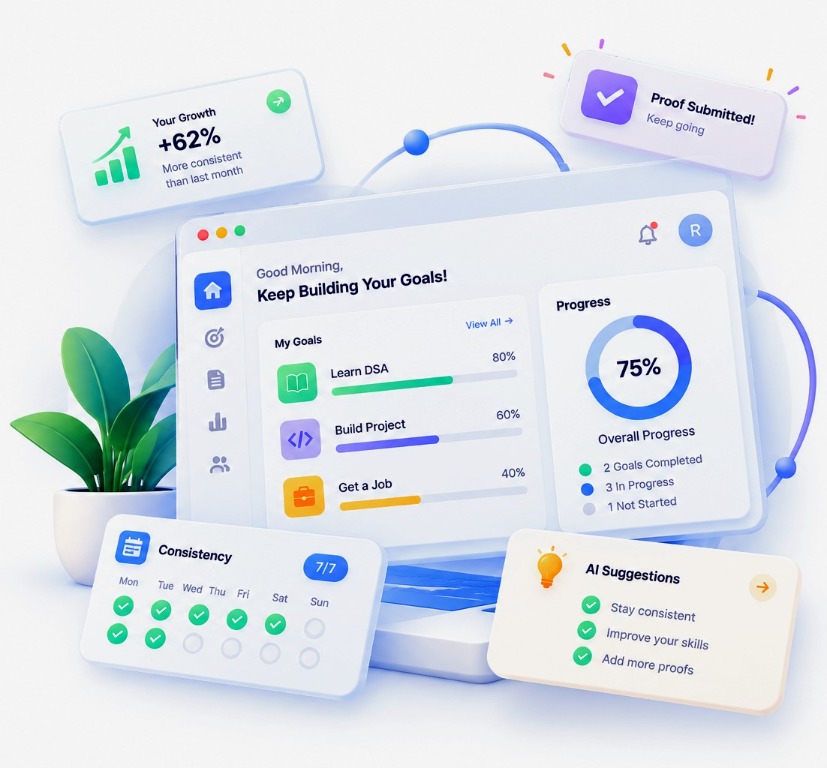 Your Growth
+62%
More consistent
than last month
Proof Submitted!
Keep going
R
Good Morning,
Keep Building Your Goals!
My Goals
View All →
Learn DSA
80%
</>
Build Project
60%
Get a Job
40%
Progress
75%
Overall Progress
2 Goals Completed
3 In Progress
1 Not Started
Consistency
7/7
Mon Tue Wed Thu Fri Sat Sun
AI Suggestions
Stay consistent
Improve your skills
Add more proofs